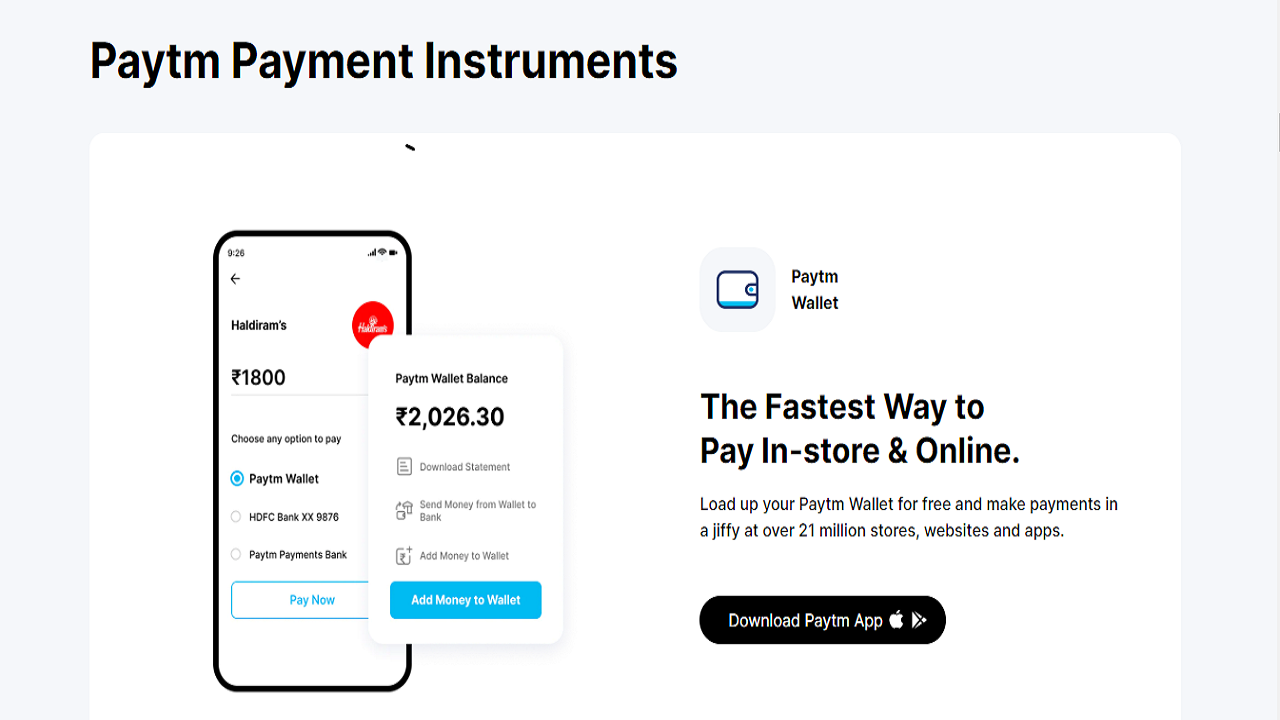 Paytm Payment Instruments
9:26
Haldiram's
Haldiram's
₹1800
Choose any option to pay
Paytm Wallet
HDFC Bank XX 9876
Paytm Payments Bank
Pay Now
Paytm Wallet Balance
₹2,026.30
Download Statement
Send Money from Wallet to
Bank
Add Money to Wallet
Add Money to Wallet
Paytm
Wallet
The Fastest Way to
Pay In-store & Online.
Load up your Paytm Wallet for free and make payments in
a jiffy at over 21 million stores, websites and apps.
Download Paytm App